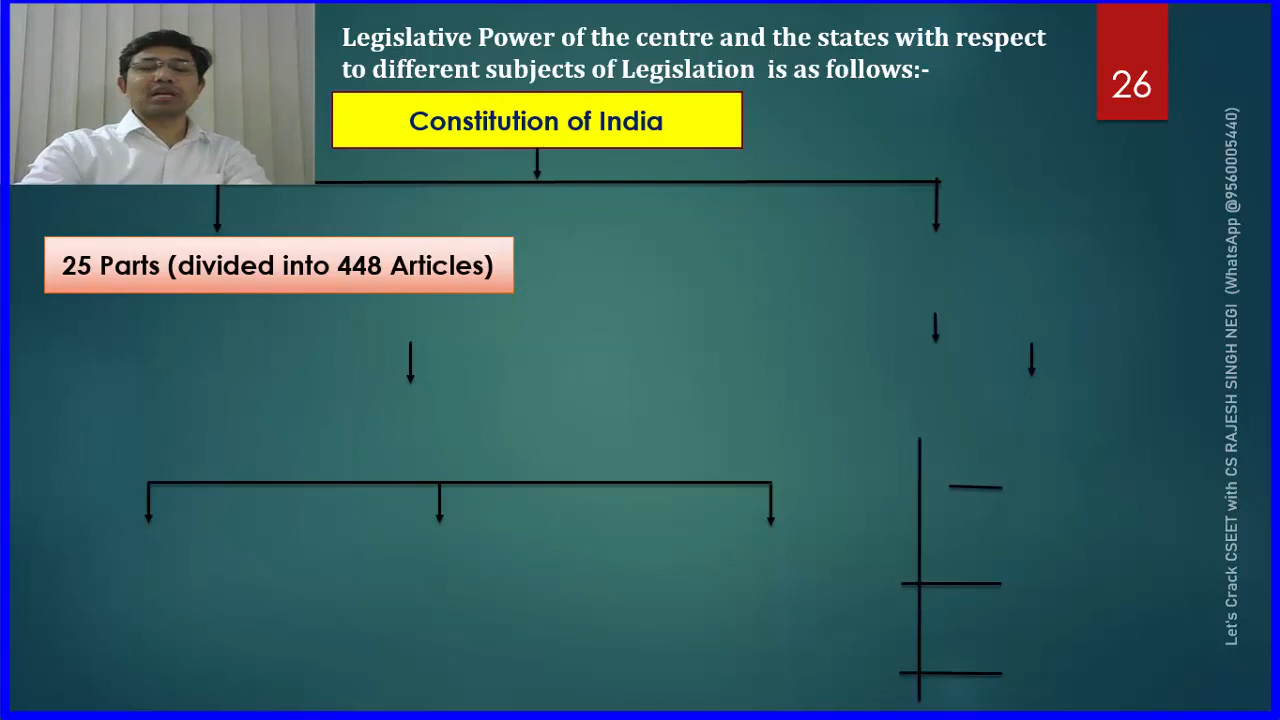 Legislative Power of the centre and the states with respect
to different subjects of Legislation  is as follows:-
26
Constitution of India
25 Parts (divided into 448 Articles)
Let's Crack CSEET with CS RAJESH SINGH NEGI  (WhatsApp @9560005440)